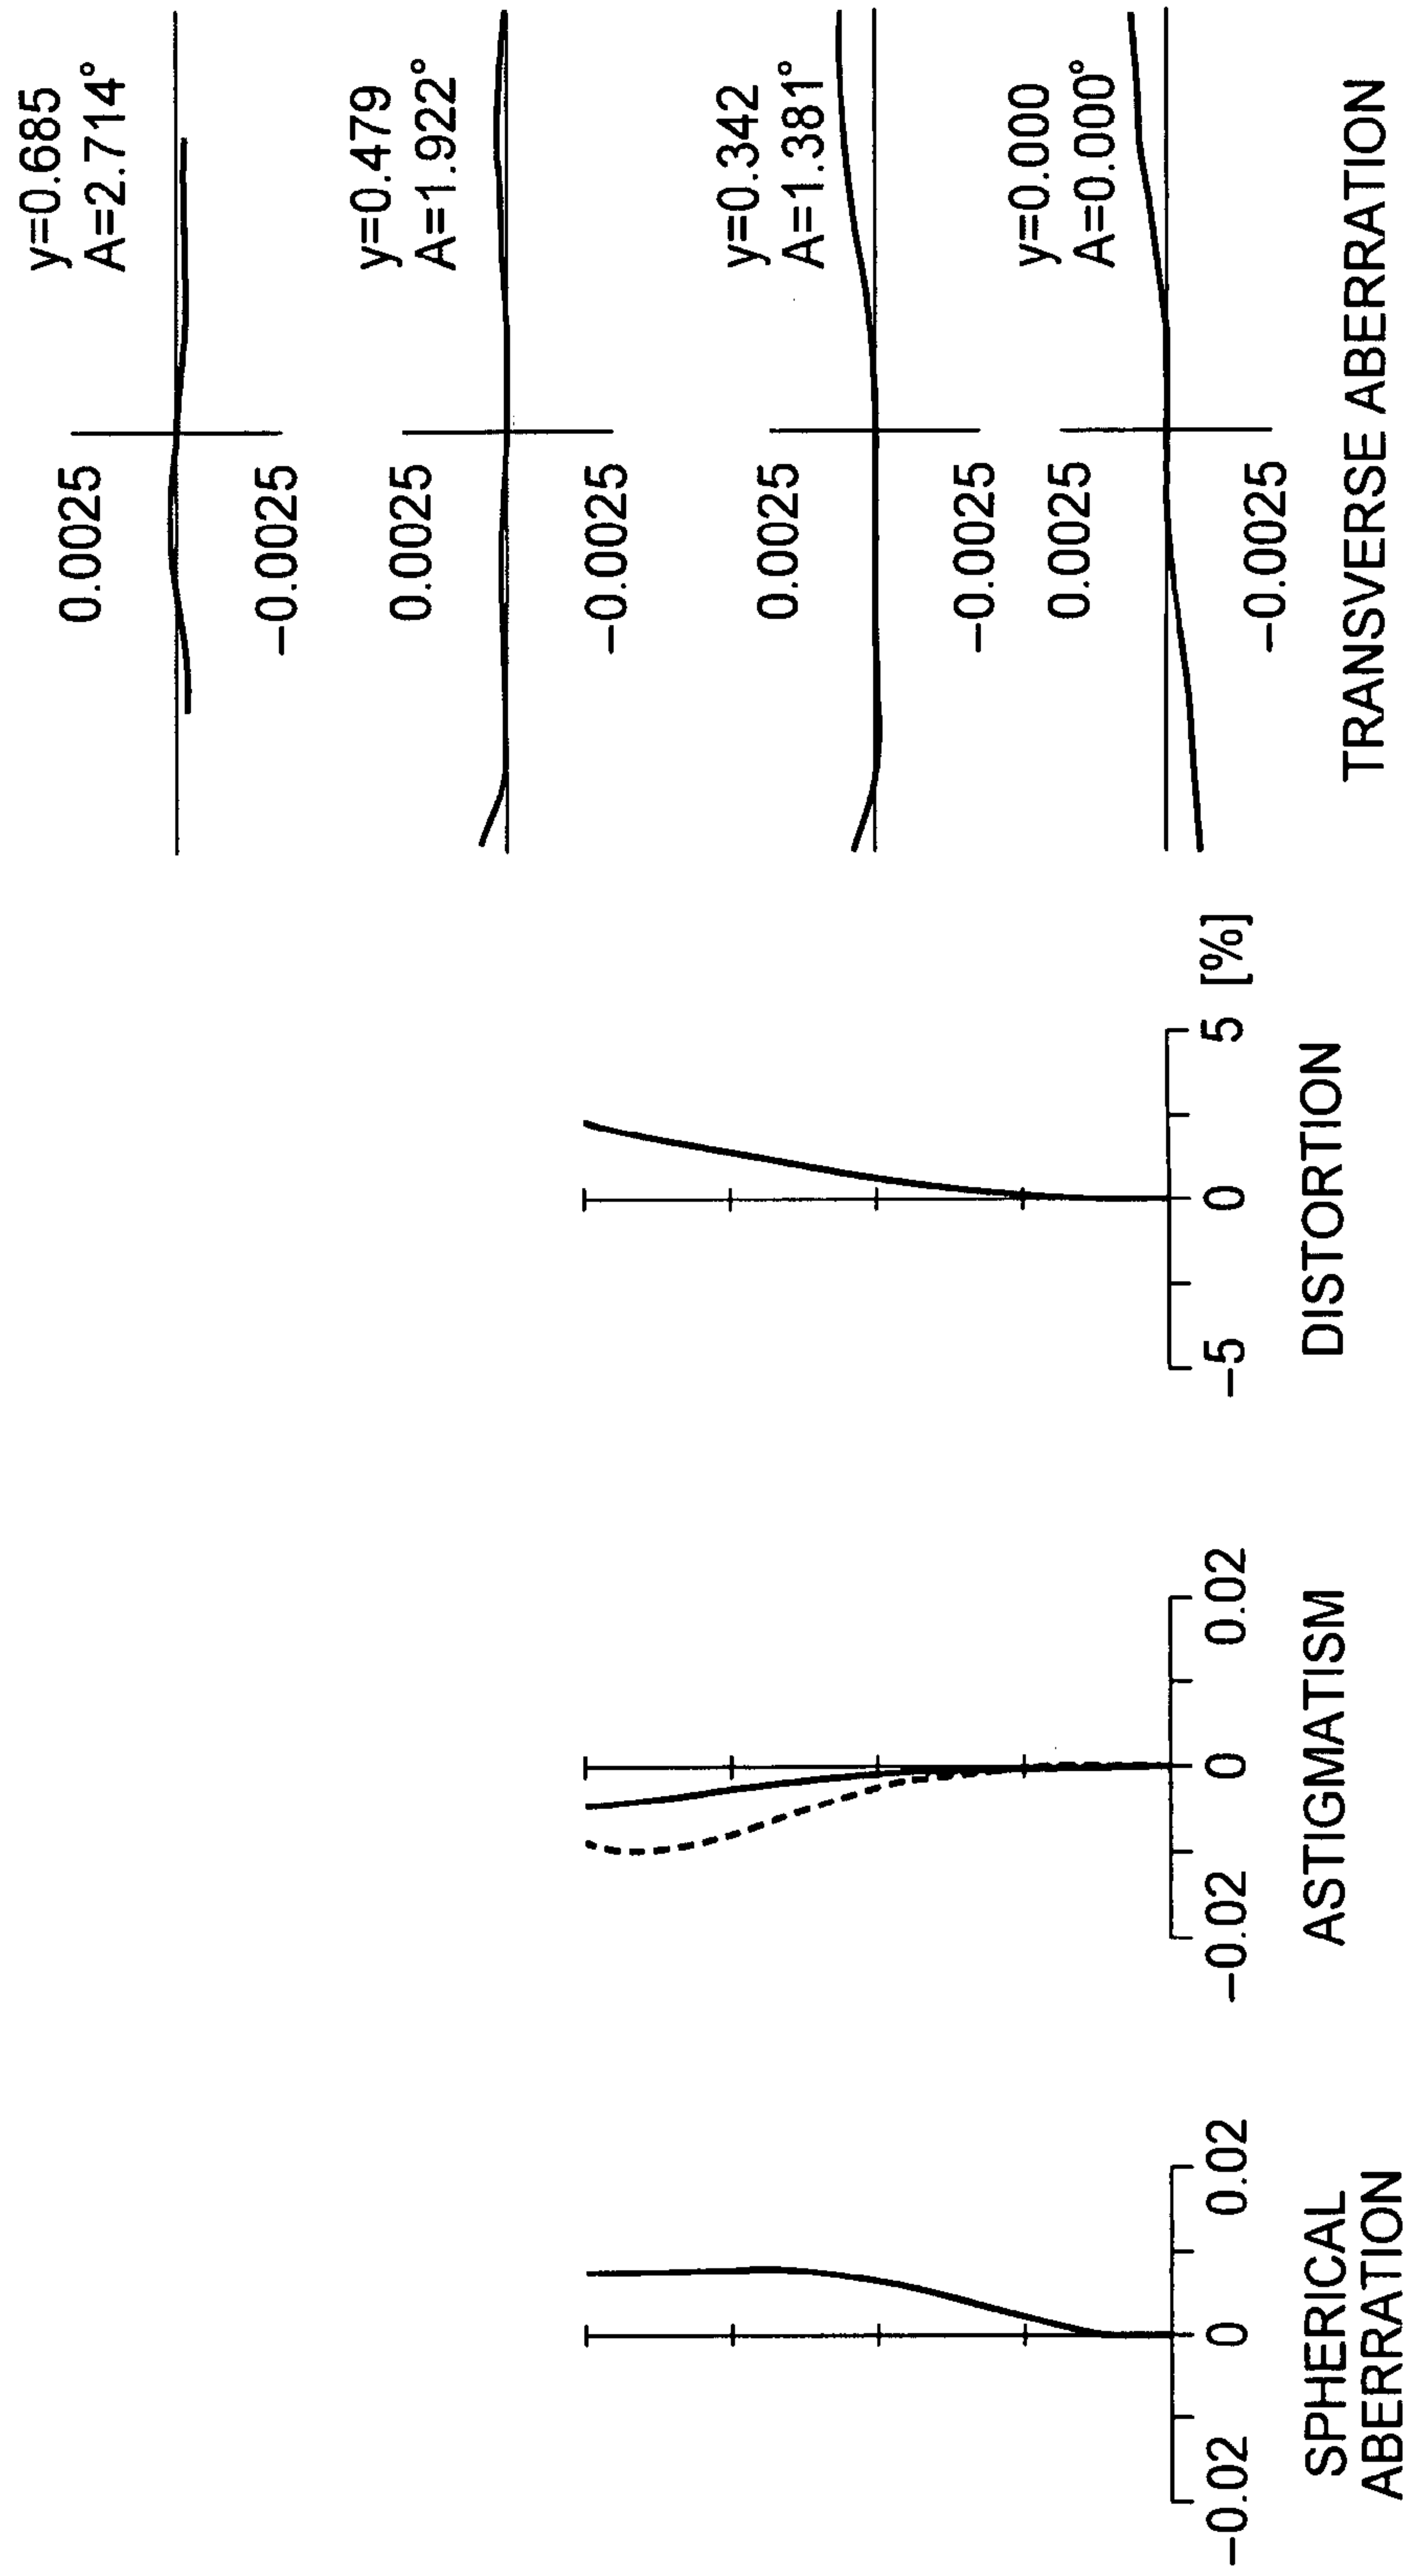 −0.02
0
0.02
SPHERICAL
ABERRATION
−0.02
0
0.02
ASTIGMATISM
−5
0
5
[%]
DISTORTION
y=0.685
A=2.714°
0.0025
−0.0025
y=0.479
A=1.922°
0.0025
−0.0025
y=0.342
A=1.381°
0.0025
−0.0025
y=0.000
A=0.000°
0.0025
−0.0025
TRANSVERSE ABERRATION